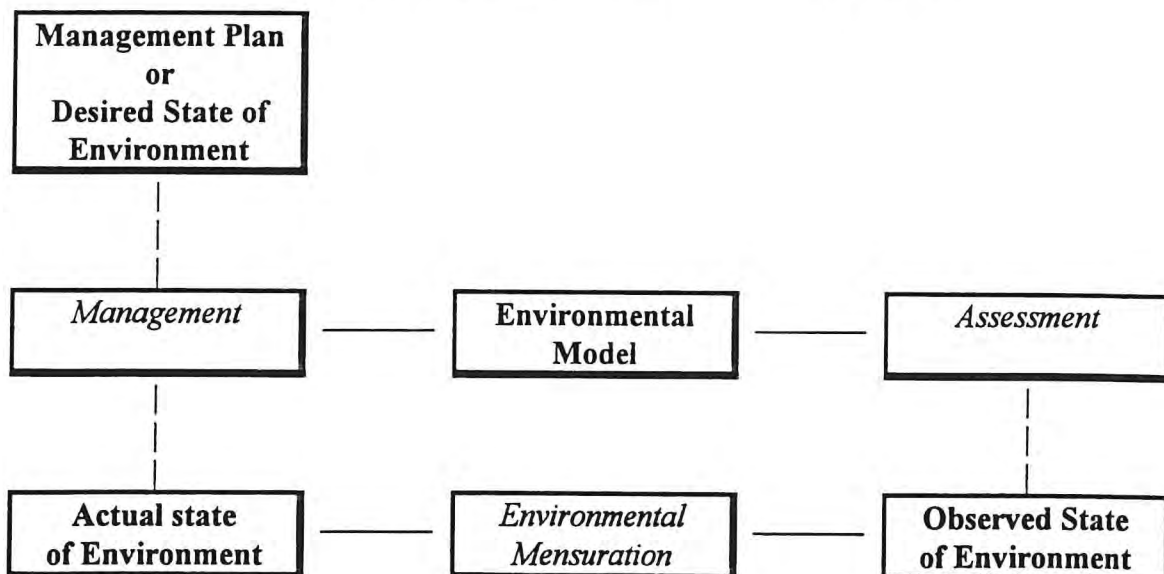 Management Plan
or
Desired State of
Environment
Management
Environmental
Model
Assessment
Actual state
of Environment
Environmental
Mensuration
Observed State
of Environment